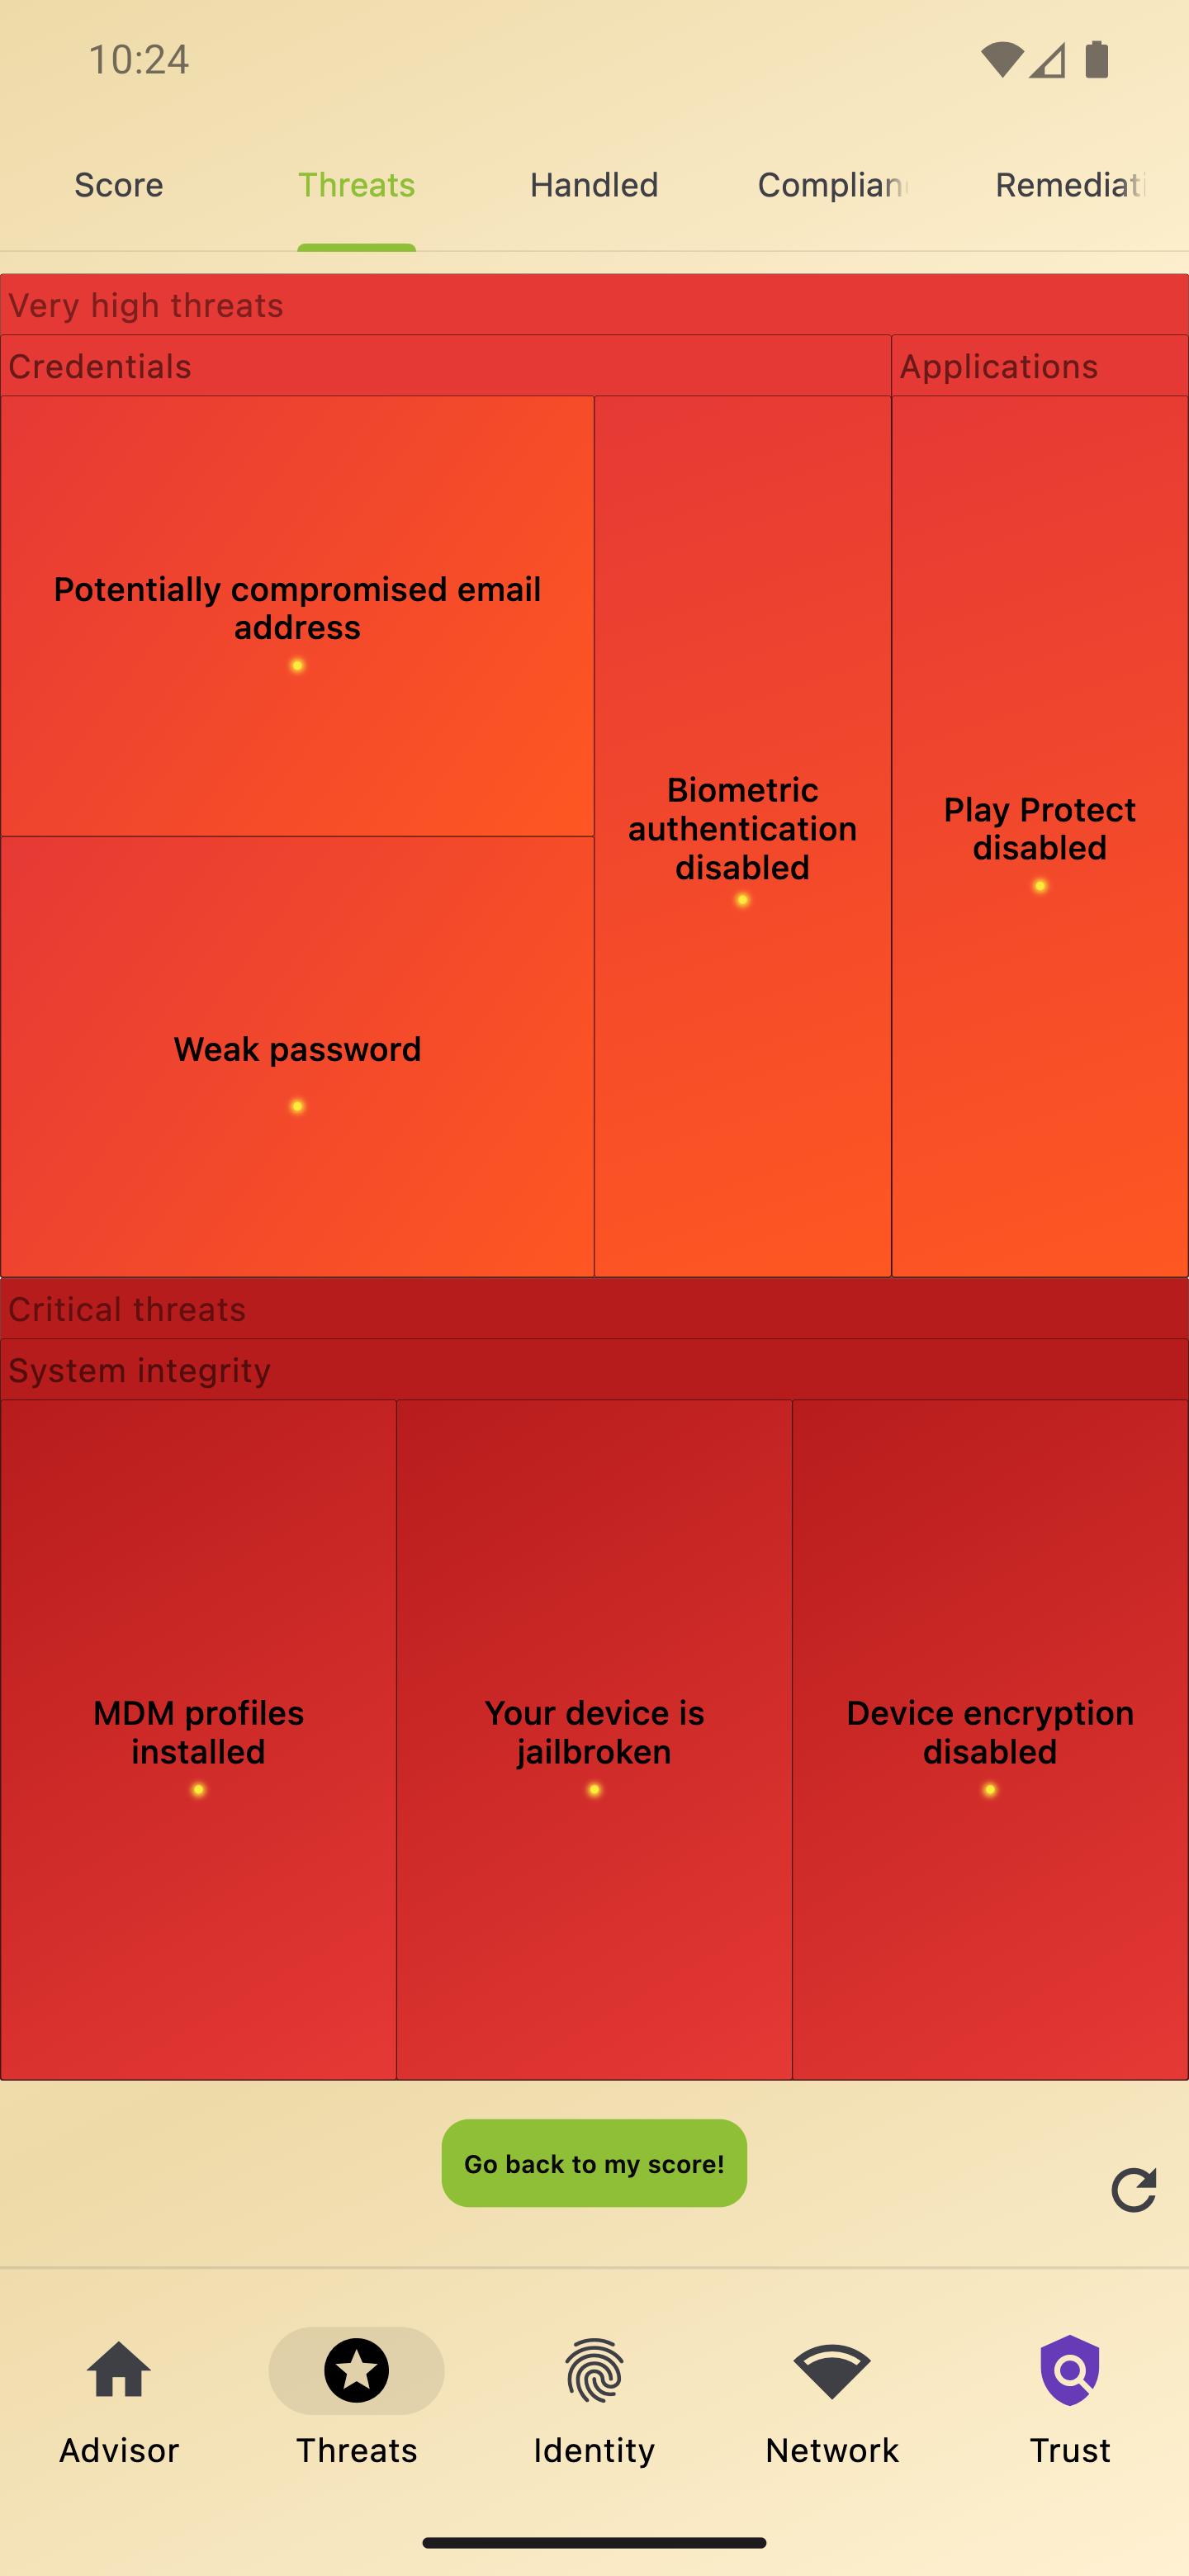 10:24
Score
Threats
Handled
Complian
Remediati
Very high threats
Credentials
Applications
Potentially compromised email
address
Weak password
Biometric
authentication
disabled
Play Protect
disabled
Critical threats
System integrity
MDM profiles
installed
Your device is
jailbroken
Device encryption
disabled
Go back to my score!
Advisor
Threats
Identity
Network
Trust